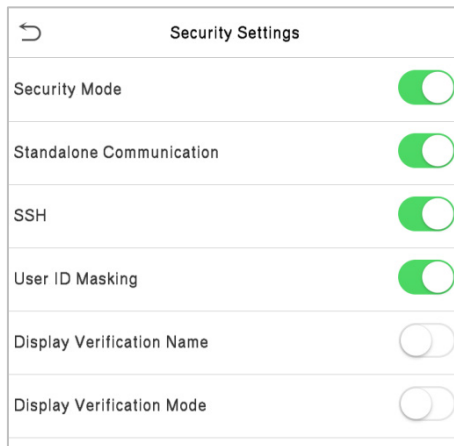 Security Settings
Security Mode
Standalone Communication
SSH
User ID Masking
Display Verification Name
Display Verification Mode